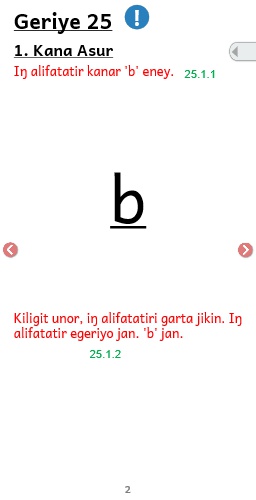 Geriye 25 !
1. Kana Asur
Iŋ alifatatir kanar 'b' eney. 25.1.1
b
Kiligit unor, iŋ alifatatiri garta jikin. Iŋ
alifatatir egeriyo jan. 'b' jan.
25.1.2
2